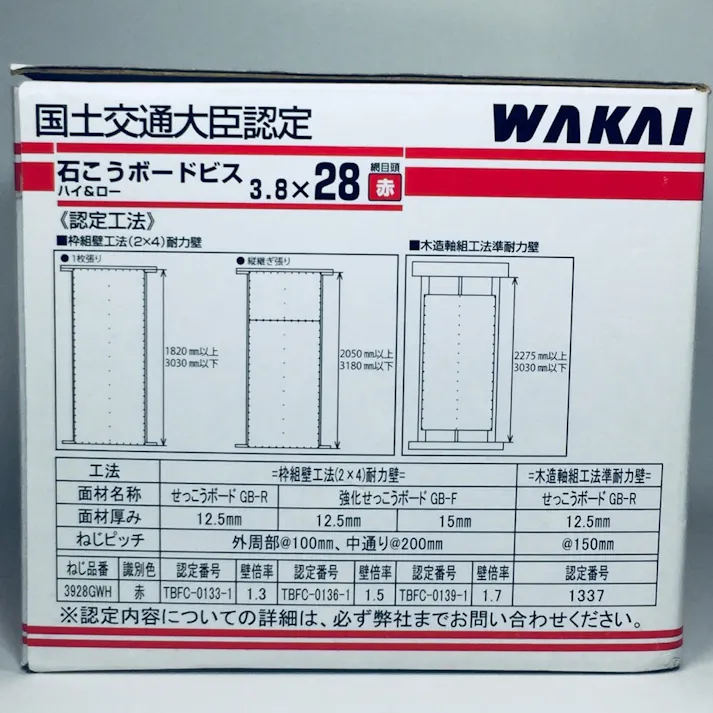 国土交通大臣認定
WAKAI
石こうボードビス
ハイ&ロー
3.8×28
網目頭
赤
《認定工法》
■枠組壁工法(2×4)耐力壁
■木造軸組工法準耐力壁
●1枚張り
●縦継ぎ張り
1820㎜以上
3030㎜以下
2050㎜以上
3180㎜以下
2275㎜以上
3030㎜以下
工法 =枠組壁工法(2×4)耐力壁= =木造軸組工法準耐力壁=
面材名称 せっこうボード GB-R 強化せっこうボード GB-F せっこうボード GB-R
面材厚み 12.5mm 12.5mm 15mm 12.5mm
ねじピッチ 外周部@100mm、中通り@200mm @150mm
ねじ品番 識別色 認定番号 壁倍率 認定番号 壁倍率 認定番号 壁倍率 認定番号
3928GWH 赤 TBFC-0133-1 1.3 TBFC-0136-1 1.5 TBFC-0139-1 1.7 1337
※認定内容についての詳細は、必ず弊社までお問い合わせください。